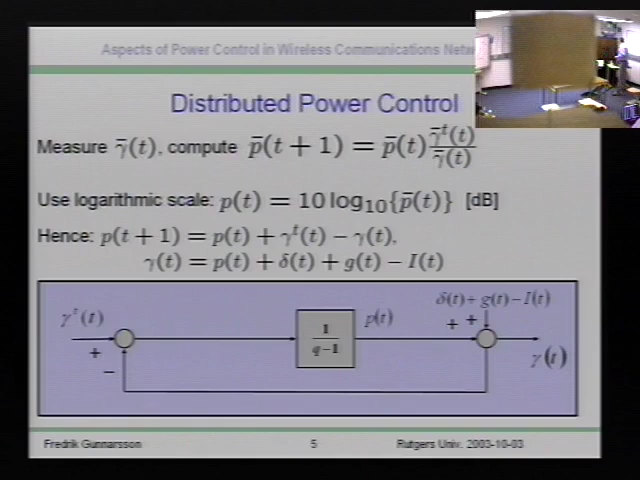 Aspects of Power Control in Wireless Communications Netw
Distributed Power Control
Measure γ̄(t), compute p̄(t + 1) = p̄(t) γ̄ᵗ(t)/γ̄(t)
Use logarithmic scale: p(t) = 10 log₁₀{p̄(t)} [dB]
Hence: p(t + 1) = p(t) + γᵗ(t) − γ(t),
γ(t) = p(t) + δ(t) + g(t) − I(t)
δ(t)+ g(t)−I(t)
γᵗ(t)
1/(q−1)
p(t)
+ +
+
−
γ(t)
Fredrik Gunnarsson 5 Rutgers Univ. 2003-10-03